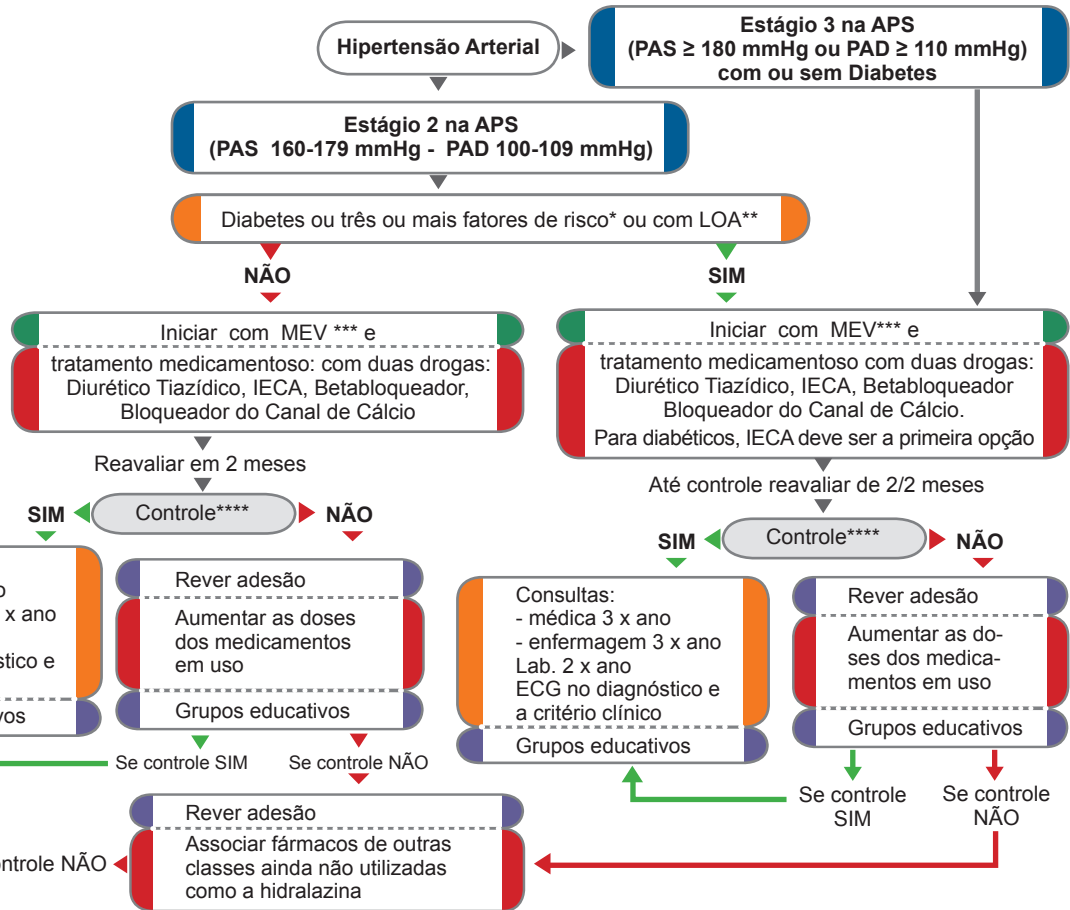 Hipertensão Arterial
Estágio 3 na APS
(PAS ≥ 180 mmHg ou PAD ≥ 110 mmHg)
com ou sem Diabetes
Estágio 2 na APS
(PAS 160-179 mmHg - PAD 100-109 mmHg)
Diabetes ou três ou mais fatores de risco* ou com LOA**
NÃO
SIM
Iniciar com MEV *** e
tratamento medicamentoso: com duas drogas:
Diurético Tiazídico, IECA, Betabloqueador,
Bloqueador do Canal de Cálcio
Iniciar com MEV*** e
tratamento medicamentoso com duas drogas:
Diurético Tiazídico, IECA, Betabloqueador
Bloqueador do Canal de Cálcio.
Para diabéticos, IECA deve ser a primeira opção
Reavaliar em 2 meses
SIM
Controle****
NÃO
Até controle reavaliar de 2/2 meses
SIM
Controle****
NÃO
o
x ano
stico e
vos
Rever adesão
Aumentar as doses
dos medicamentos
em uso
Grupos educativos
Consultas:
- médica 3 x ano
- enfermagem 3 x ano
Lab. 2 x ano
ECG no diagnóstico e
a critério clínico
Grupos educativos
Rever adesão
Aumentar as do-
ses dos medica-
mentos em uso
Grupos educativos
Se controle SIM
Se controle NÃO
Se controle
SIM
Se controle
NÃO
Rever adesão
Associar fármacos de outras
classes ainda não utilizadas
como a hidralazina
ontrole NÃO